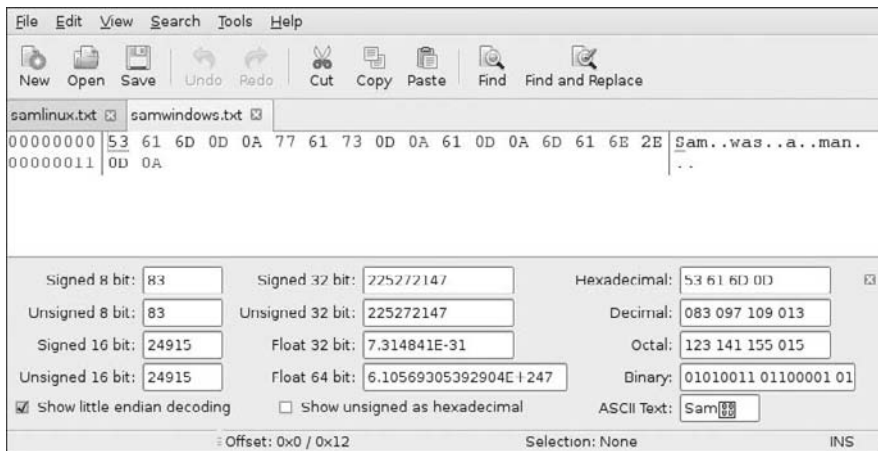 File Edit View Search Tools Help
New Open Save Undo Redo Cut Copy Paste Find Find and Replace
samlinux.txt samwindows.txt
00000000 53 61 6D 0D 0A 77 61 73 0D 0A 61 0D 0A 6D 61 6E 2E Sam..was..a..man.
00000011 0D 0A ..
Signed 8 bit: 83 Signed 32 bit: 225272147 Hexadecimal: 53 61 6D 0D
Unsigned 8 bit: 83 Unsigned 32 bit: 225272147 Decimal: 083 097 109 013
Signed 16 bit: 24915 Float 32 bit: 7.314841E-31 Octal: 123 141 155 015
Unsigned 16 bit: 24915 Float 64 bit: 6.10569305392904E+247 Binary: 01010011 01100001 01
Show little endian decoding Show unsigned as hexadecimal ASCII Text: Sam
Offset: 0x0 / 0x12 Selection: None INS